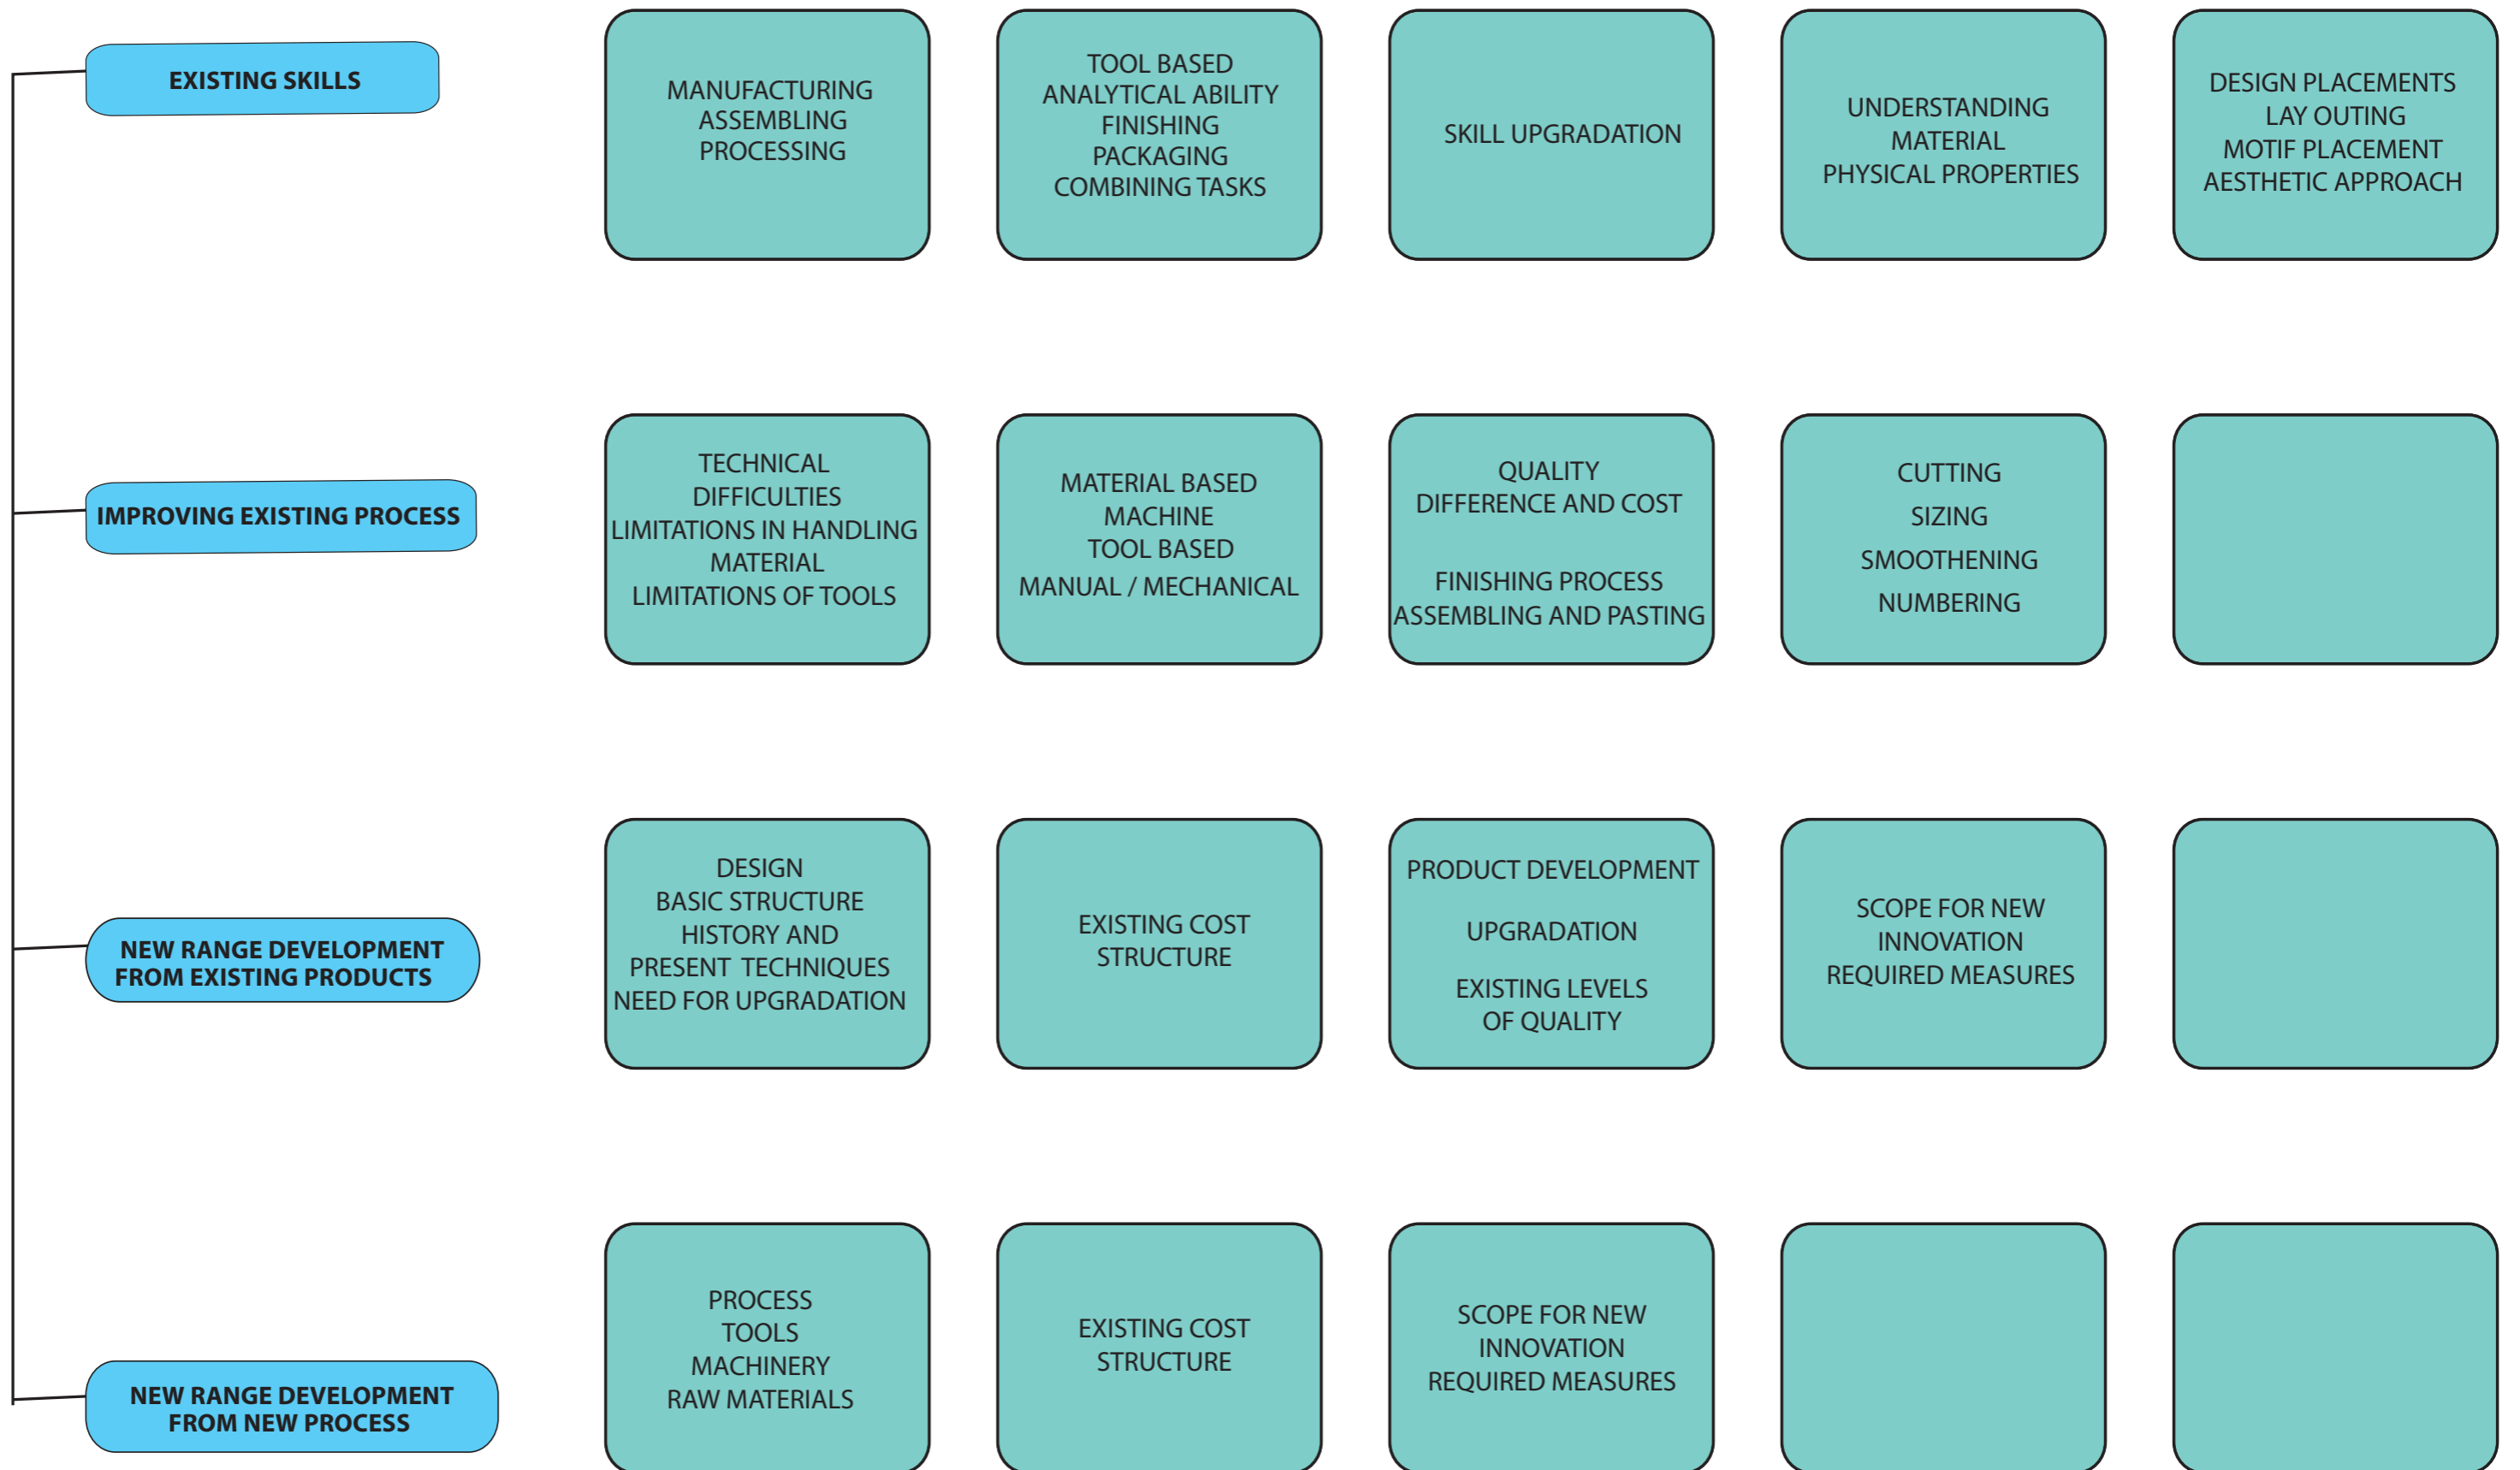 EXISTING SKILLS
MANUFACTURING
ASSEMBLING
PROCESSING
TOOL BASED
ANALYTICAL ABILITY
FINISHING
PACKAGING
COMBINING TASKS
SKILL UPGRADATION
UNDERSTANDING
MATERIAL
PHYSICAL PROPERTIES
DESIGN PLACEMENTS
LAY OUTING
MOTIF PLACEMENT
AESTHETIC APPROACH
IMPROVING EXISTING PROCESS
TECHNICAL
DIFFICULTIES
LIMITATIONS IN HANDLING
MATERIAL
LIMITATIONS OF TOOLS
MATERIAL BASED
MACHINE
TOOL BASED
MANUAL / MECHANICAL
QUALITY
DIFFERENCE AND COST
FINISHING PROCESS
ASSEMBLING AND PASTING
CUTTING
SIZING
SMOOTHENING
NUMBERING
NEW RANGE DEVELOPMENT
FROM EXISTING PRODUCTS
DESIGN
BASIC STRUCTURE
HISTORY AND
PRESENT TECHNIQUES
NEED FOR UPGRADATION
EXISTING COST
STRUCTURE
PRODUCT DEVELOPMENT
UPGRADATION
EXISTING LEVELS
OF QUALITY
SCOPE FOR NEW
INNOVATION
REQUIRED MEASURES
NEW RANGE DEVELOPMENT
FROM NEW PROCESS
PROCESS
TOOLS
MACHINERY
RAW MATERIALS
EXISTING COST
STRUCTURE
SCOPE FOR NEW
INNOVATION
REQUIRED MEASURES